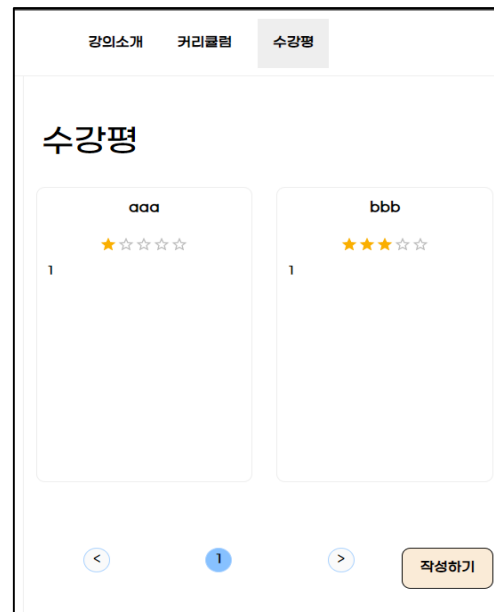 강의소개 커리큘럼 수강평
수강평
aaa bbb
★☆☆☆☆ ★★★☆☆
1 1
< 1 > 작성하기